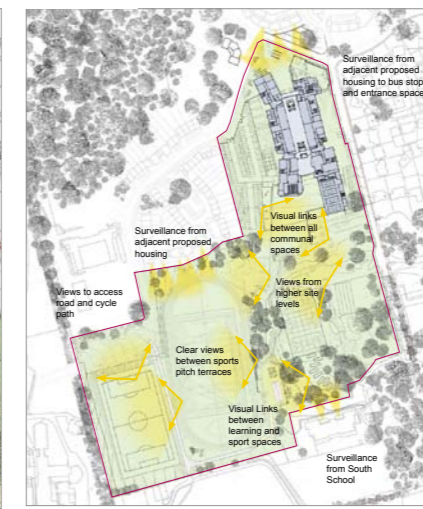 Surveillance from
adjacent proposed
housing to bus stop
and entrance space
Visual links
between all
communal
spaces
Surveillance from
adjacent proposed
housing
Views to access
road and cycle
path
Views from
higher site
levels
Clear views
between sports
pitch terraces
Visual Links
between
learning and
sport spaces
Surveillance
from South
School